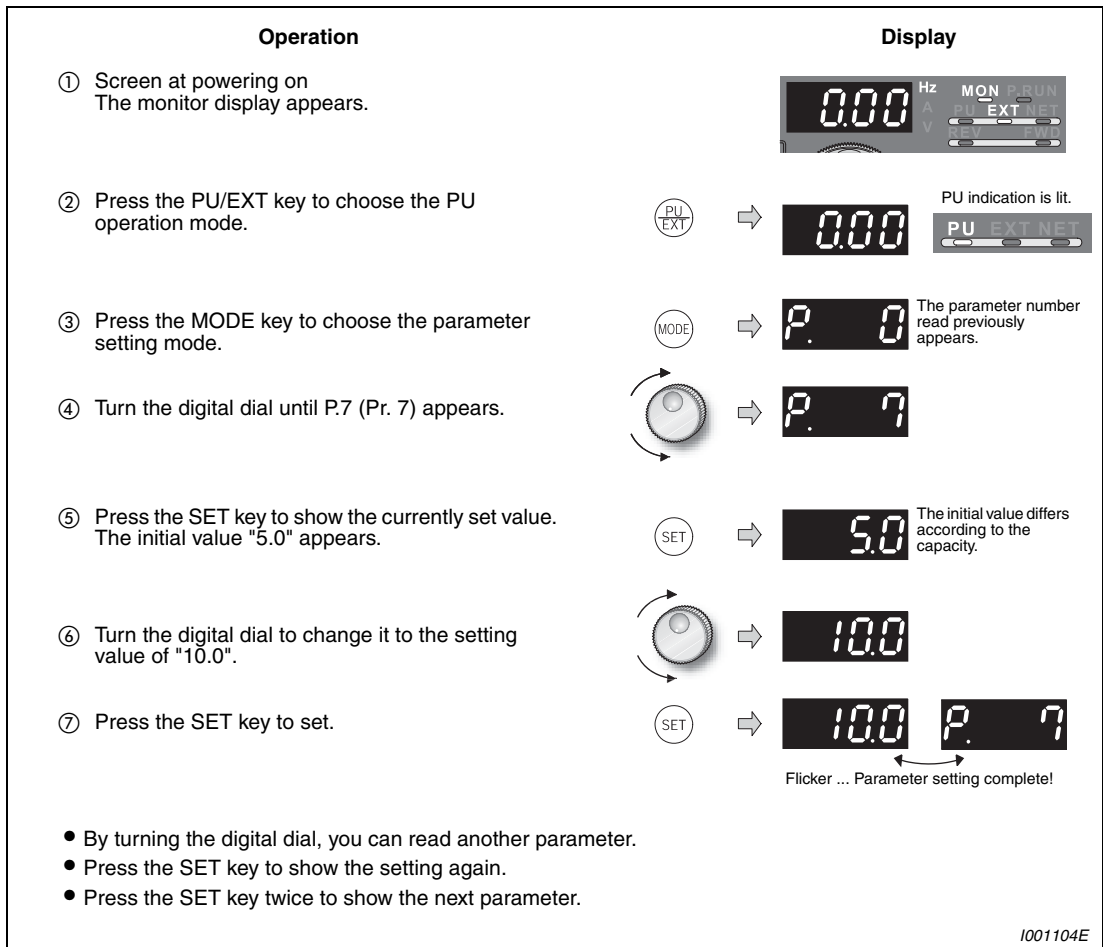 Operation
Display
① Screen at powering on
The monitor display appears.
0.00
Hz
A
V
MON P.RUN
PU EXT NET
REV FWD
② Press the PU/EXT key to choose the PU
operation mode.
PU
EXT
0.00
PU indication is lit.
PU EXT NET
③ Press the MODE key to choose the parameter
setting mode.
MODE
P. 0
The parameter number
read previously
appears.
④ Turn the digital dial until P.7 (Pr. 7) appears.
P. 7
⑤ Press the SET key to show the currently set value.
The initial value "5.0" appears.
SET
5.0
The initial value differs
according to the
capacity.
⑥ Turn the digital dial to change it to the setting
value of "10.0".
10.0
⑦ Press the SET key to set.
SET
10.0
P. 7
Flicker ... Parameter setting complete!
• By turning the digital dial, you can read another parameter.
• Press the SET key to show the setting again.
• Press the SET key twice to show the next parameter.
I001104E